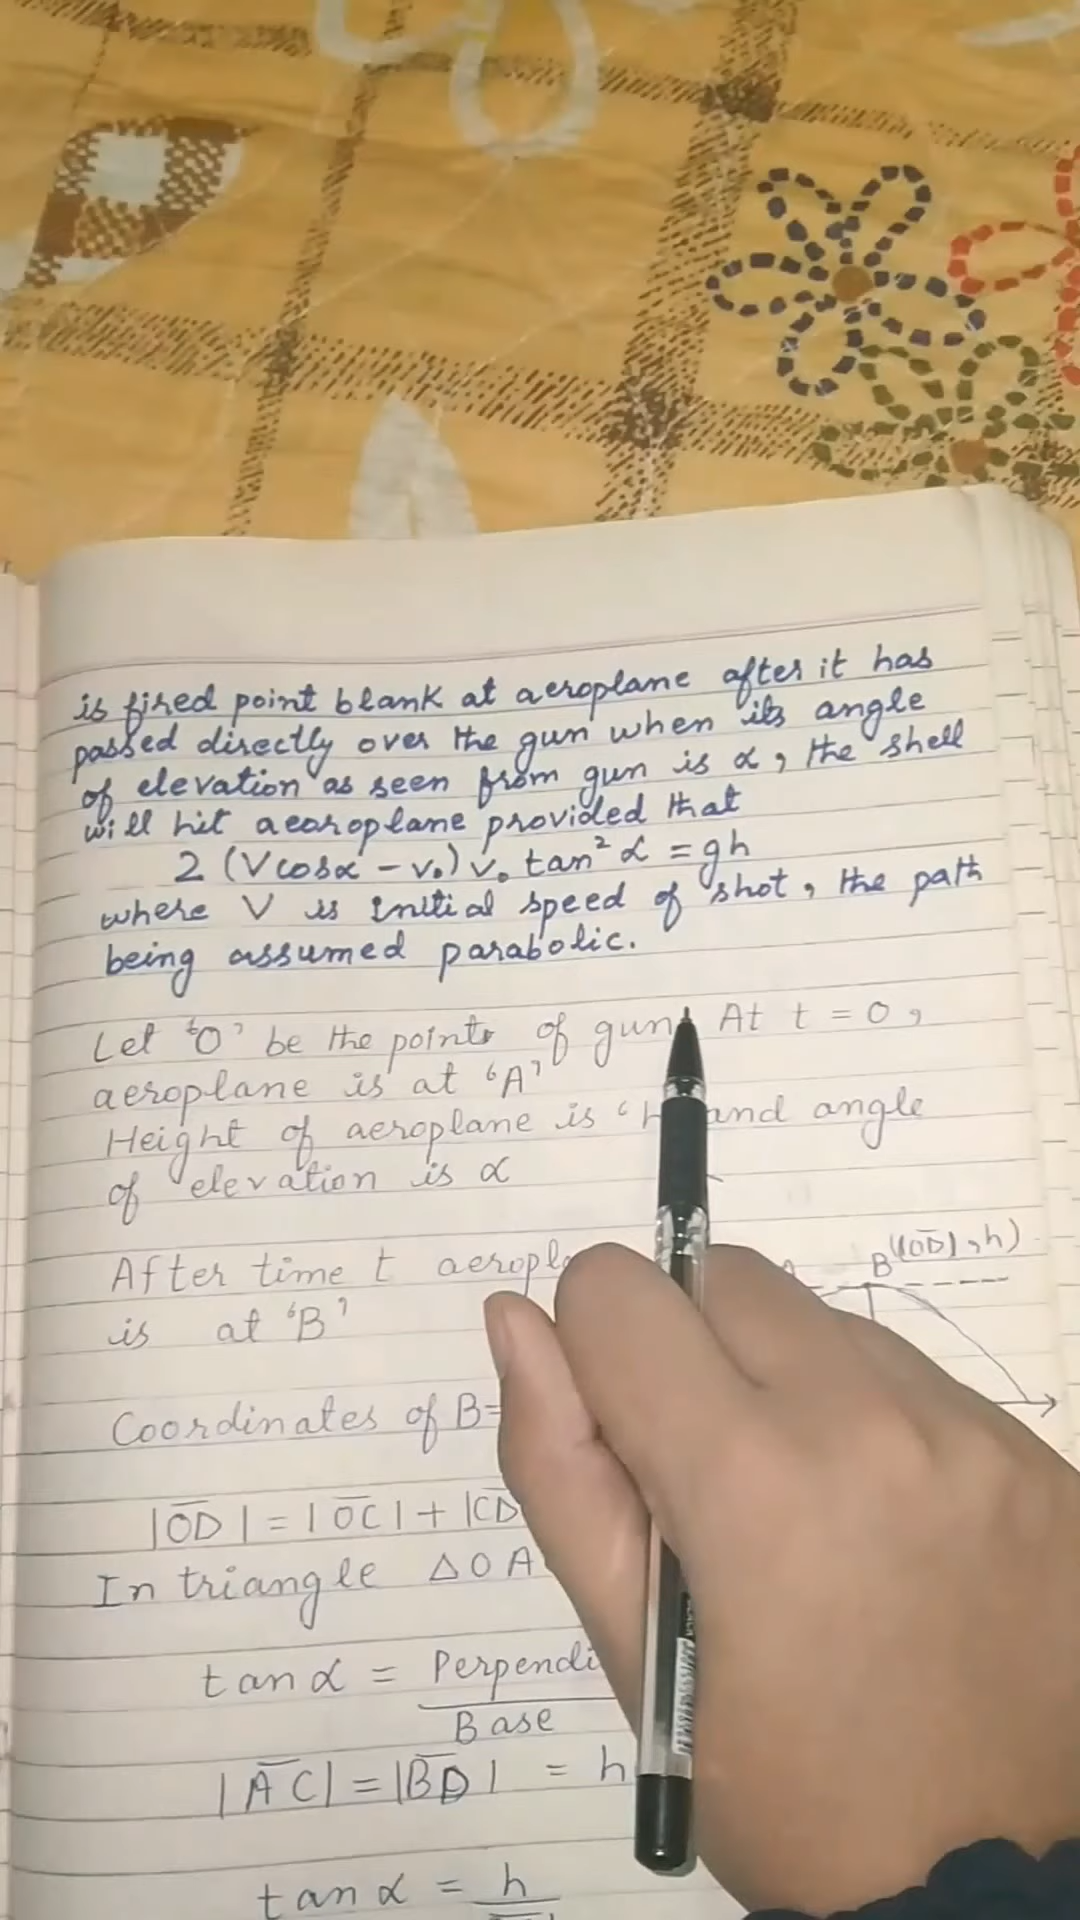 is fired point blank at aeroplane after it has
passed directly over the gun when its angle
of elevation as seen from gun is α, the shell
will hit aearoplane provided that
2 (Vcosα - v₀) v₀ tan² α = gh
where V is initial speed of shot, the path
being assumed parabolic.
Let 'O' be the points of gun. At t = 0,
aeroplane is at 'A'
Height of aeroplane is 'h and angle
of elevation is α
After time t aeropla
is at 'B'
B(|OD|, h)
Coordinates of B=
|OD| = |OC| + |CD
In triangle ΔOA
tan α = Perpendi
Base
|AC| = |BD| = h
tan α = h